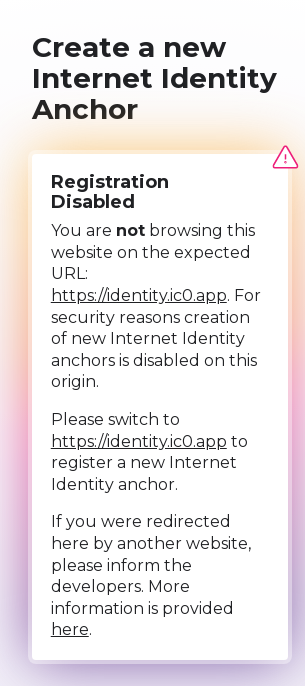 Create a new
Internet Identity
Anchor
Registration
Disabled
You are not browsing this
website on the expected
URL:
https://identity.ic0.app. For
security reasons creation
of new Internet Identity
anchors is disabled on this
origin.
Please switch to
https://identity.ic0.app to
register a new Internet
Identity anchor.
If you were redirected
here by another website,
please inform the
developers. More
information is provided
here.